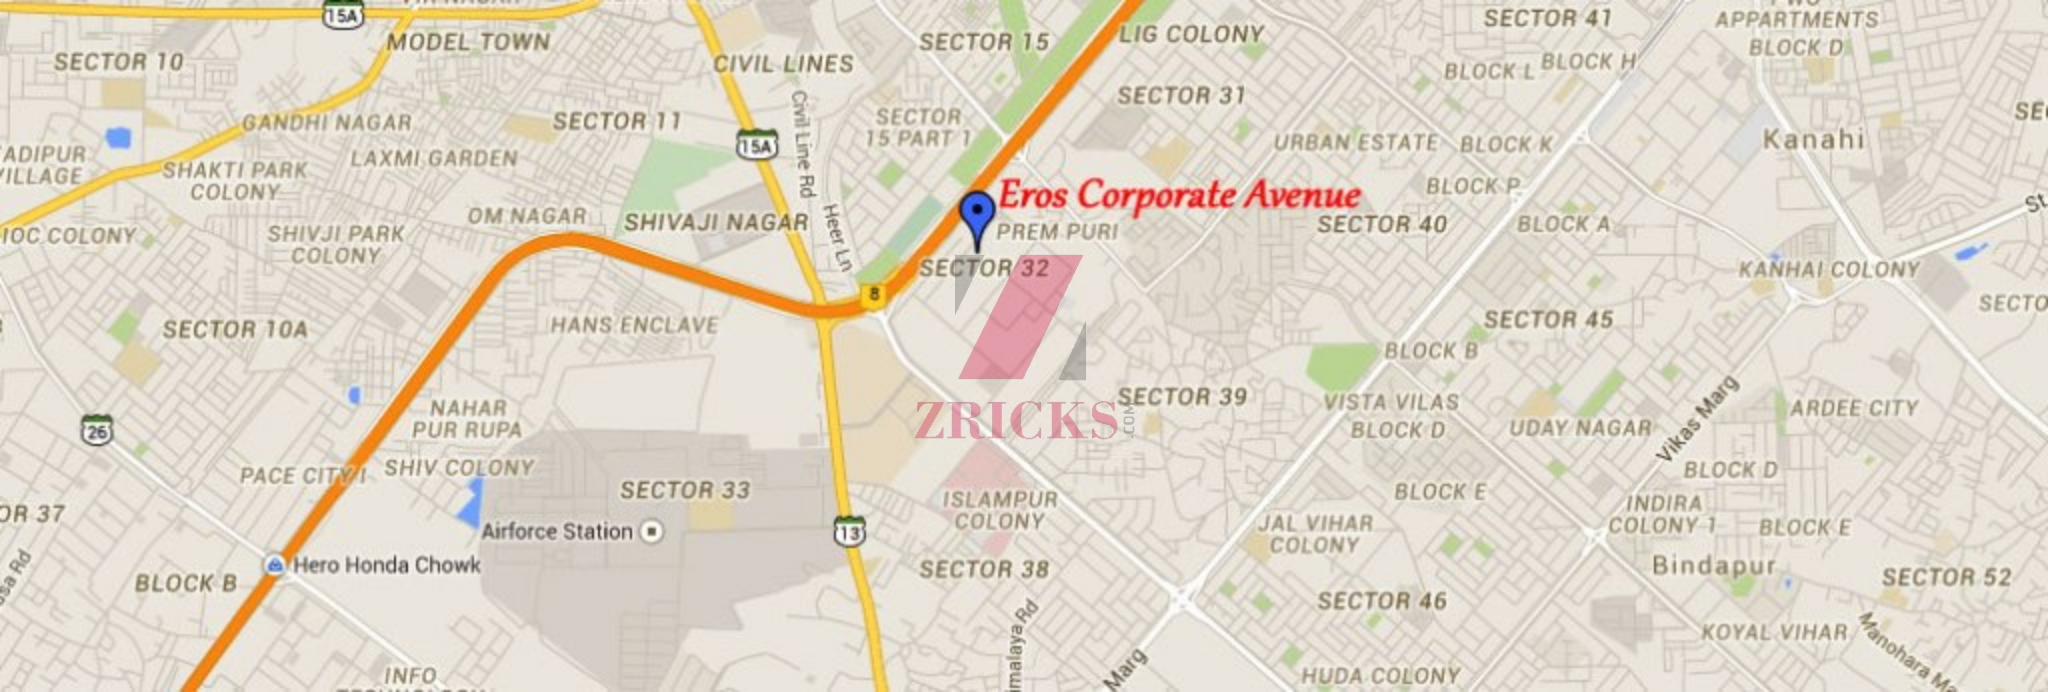 15A
MODEL TOWN
SECTOR 10
CIVIL LINES
SECTOR 15
LIG COLONY
SECTOR 41
APPARTMENTS
BLOCK D
BLOCK L
BLOCK H
SECTOR 31
GANDHI NAGAR
SECTOR 11
Civil Line Rd
SECTOR
15 PART 1
15A
URBAN ESTATE
BLOCK K
Kanahi
SHAKTI PARK
COLONY
LAXMI GARDEN
BLOCK P
Eros Corporate Avenue
OM NAGAR
SHIVAJI NAGAR
Heer Ln
PREM PURI
SECTOR 40
BLOCK A
IOC COLONY
SHIVJI PARK
COLONY
SECTOR 32
KANHAI COLONY
8
SECTOR 10A
HANS ENCLAVE
SECTOR 45
BLOCK B
26
NAHAR
PUR RUPA
ZRICKS
.COM
SECTOR 39
VISTA VILAS
BLOCK D
UDAY NAGAR
Vikas Marg
ARDEE CITY
PACE CITY I
SHIV COLONY
SECTOR 33
BLOCK D
ISLAMPUR
COLONY
BLOCK E
INDIRA
COLONY 1
BLOCK E
Airforce Station
13
JAL VIHAR
COLONY
Hero Honda Chowk
BLOCK B
SECTOR 38
Bindapur
SECTOR 52
SECTOR 46
KOYAL VIHAR
Marg
HUDA COLONY
INFO